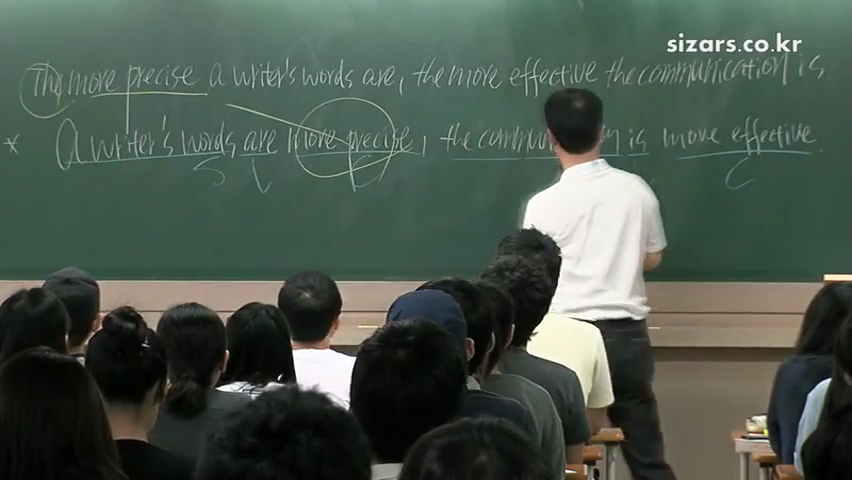 sizars.co.kr
The more precise a writer's words are, the more effective the communication is.
* A writer's words are more precise, the is more effective.
S V C C